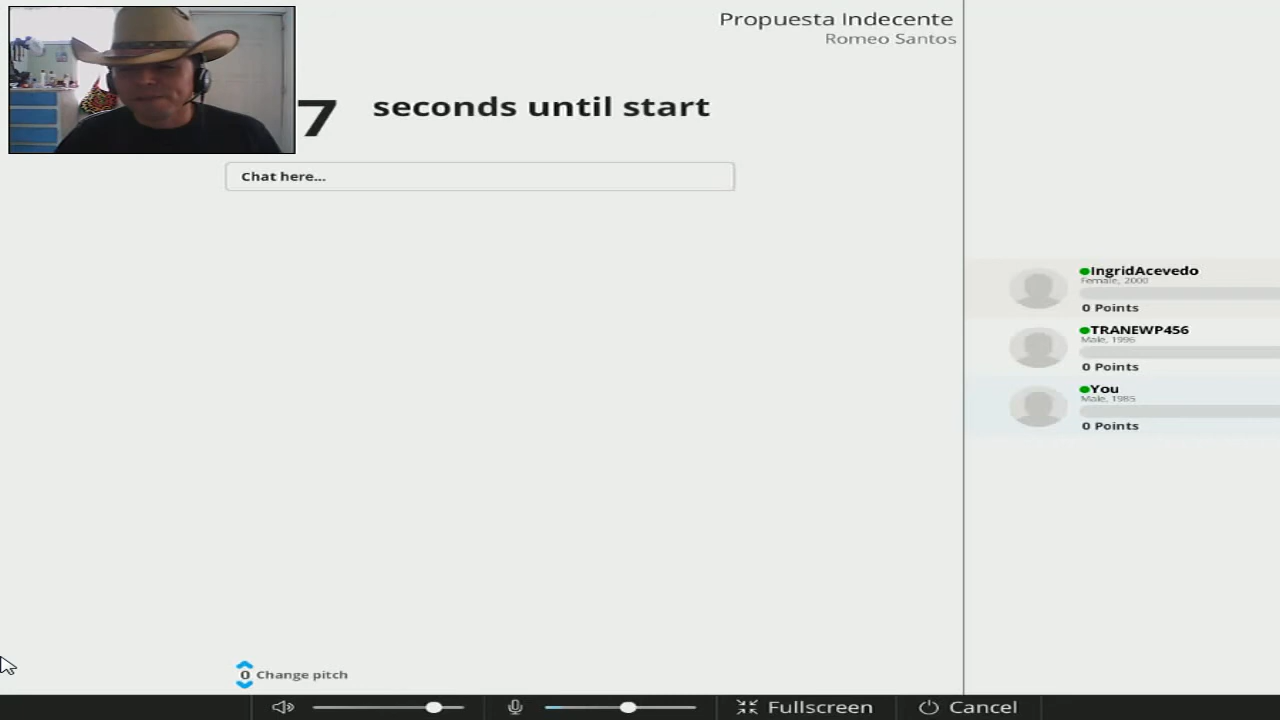 Propuesta Indecente
Romeo Santos
7 seconds until start
Chat here...
IngridAcevedo
Female, 2000
0 Points
TRANEWP456
Male, 1996
0 Points
You
Male, 1985
0 Points
0 Change pitch
Fullscreen
Cancel